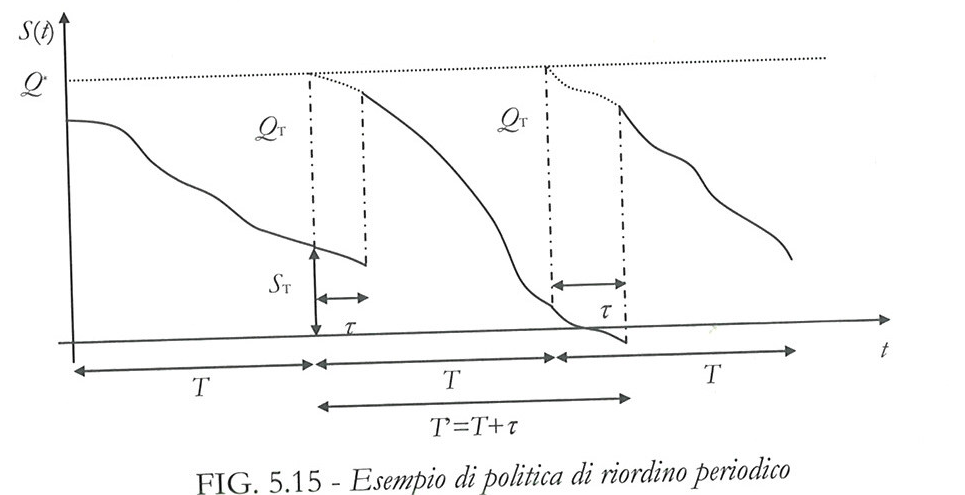 S(t)
Q*
Q_T
Q_T
S_T
τ
τ
t
T
T
T
T'=T+τ
FIG. 5.15 - Esempio di politica di riordino periodico